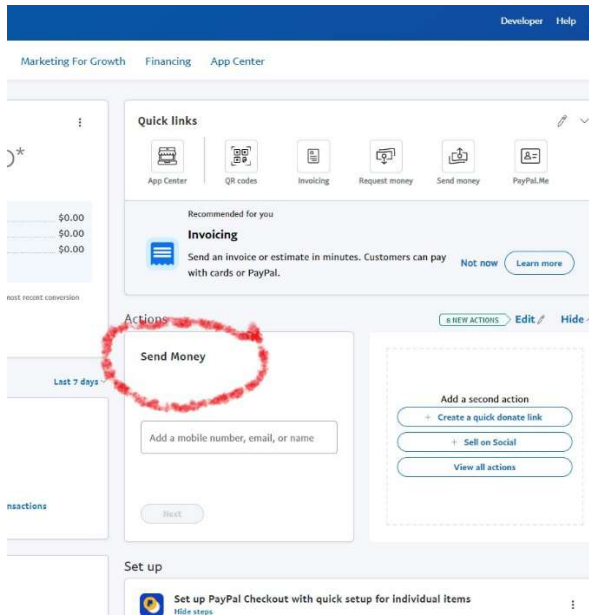 Developer Help
Marketing For Growth Financing App Center
Quick links
App Center QR codes Invoicing Request money Send money PayPal.Me
Recommended for you
Invoicing
Send an invoice or estimate in minutes. Customers can pay
with cards or PayPal.
Not now Learn more
$0.00
$0.00
$0.00
most recent conversion
Actions
8 NEW ACTIONS Edit Hide
Send Money
Add a mobile number, email, or name
Next
Last 7 days
Add a second action
+ Create a quick donate link
+ Sell on Social
View all actions
Set up
Set up PayPal Checkout with quick setup for individual items
Hide steps